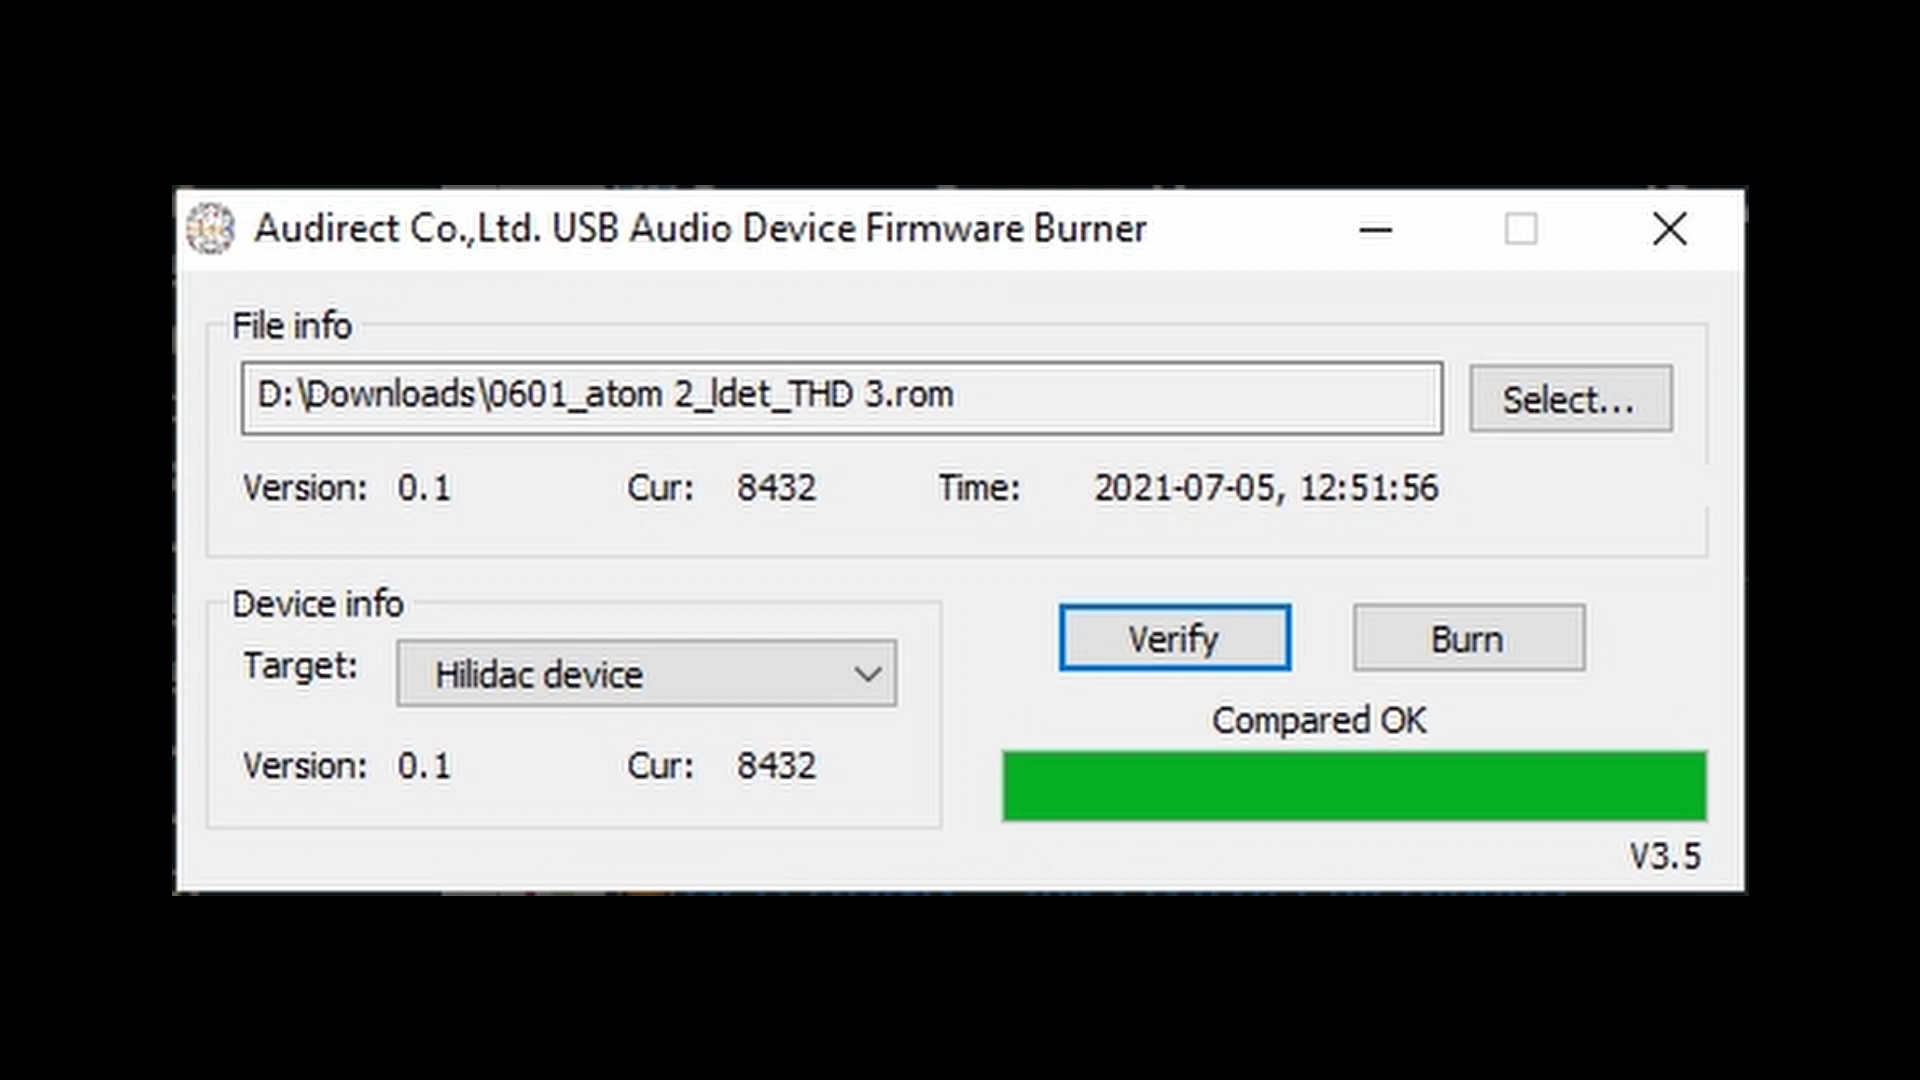 Audirect Co.,Ltd. USB Audio Device Firmware Burner
File info
D:\Downloads\0601_atom 2_ldet_THD 3.rom
Select...
Version: 0.1 Cur: 8432 Time: 2021-07-05, 12:51:56
Device info
Target: Hilidac device
Version: 0.1 Cur: 8432
Verify Burn
Compared OK
V3.5